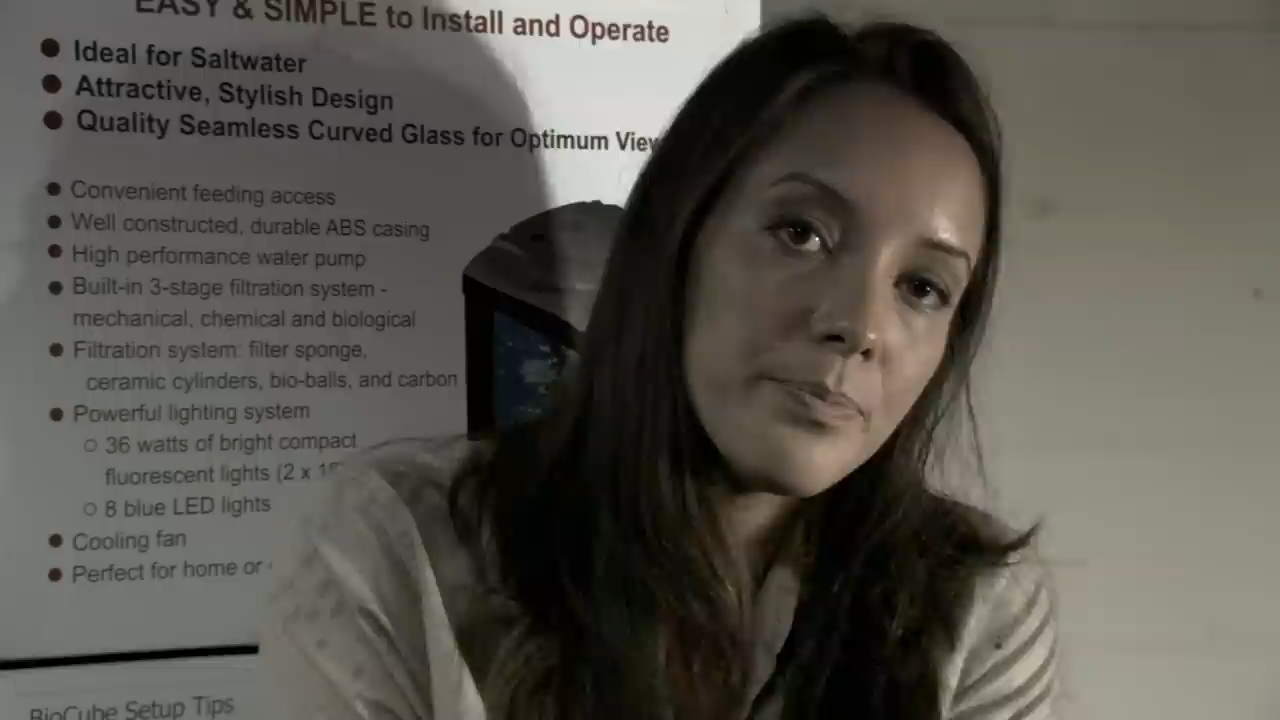 EASY & SIMPLE to Install and Operate
● Ideal for Saltwater
● Attractive, Stylish Design
● Quality Seamless Curved Glass for Optimum
● Convenient feeding access
● Well constructed, durable ABS casing
● High performance water pump
● Built-in 3-stage filtration system -
mechanical, chemical and biological
● Filtration system: filter sponge,
ceramic cylinders, bio-balls, and carbon
● Powerful lighting system
○ 36 watts of bright compact
fluorescent lights (2 x
○ 8 blue LED lights
● Cooling fan
● Perfect for home or
BioCube Setup Tips